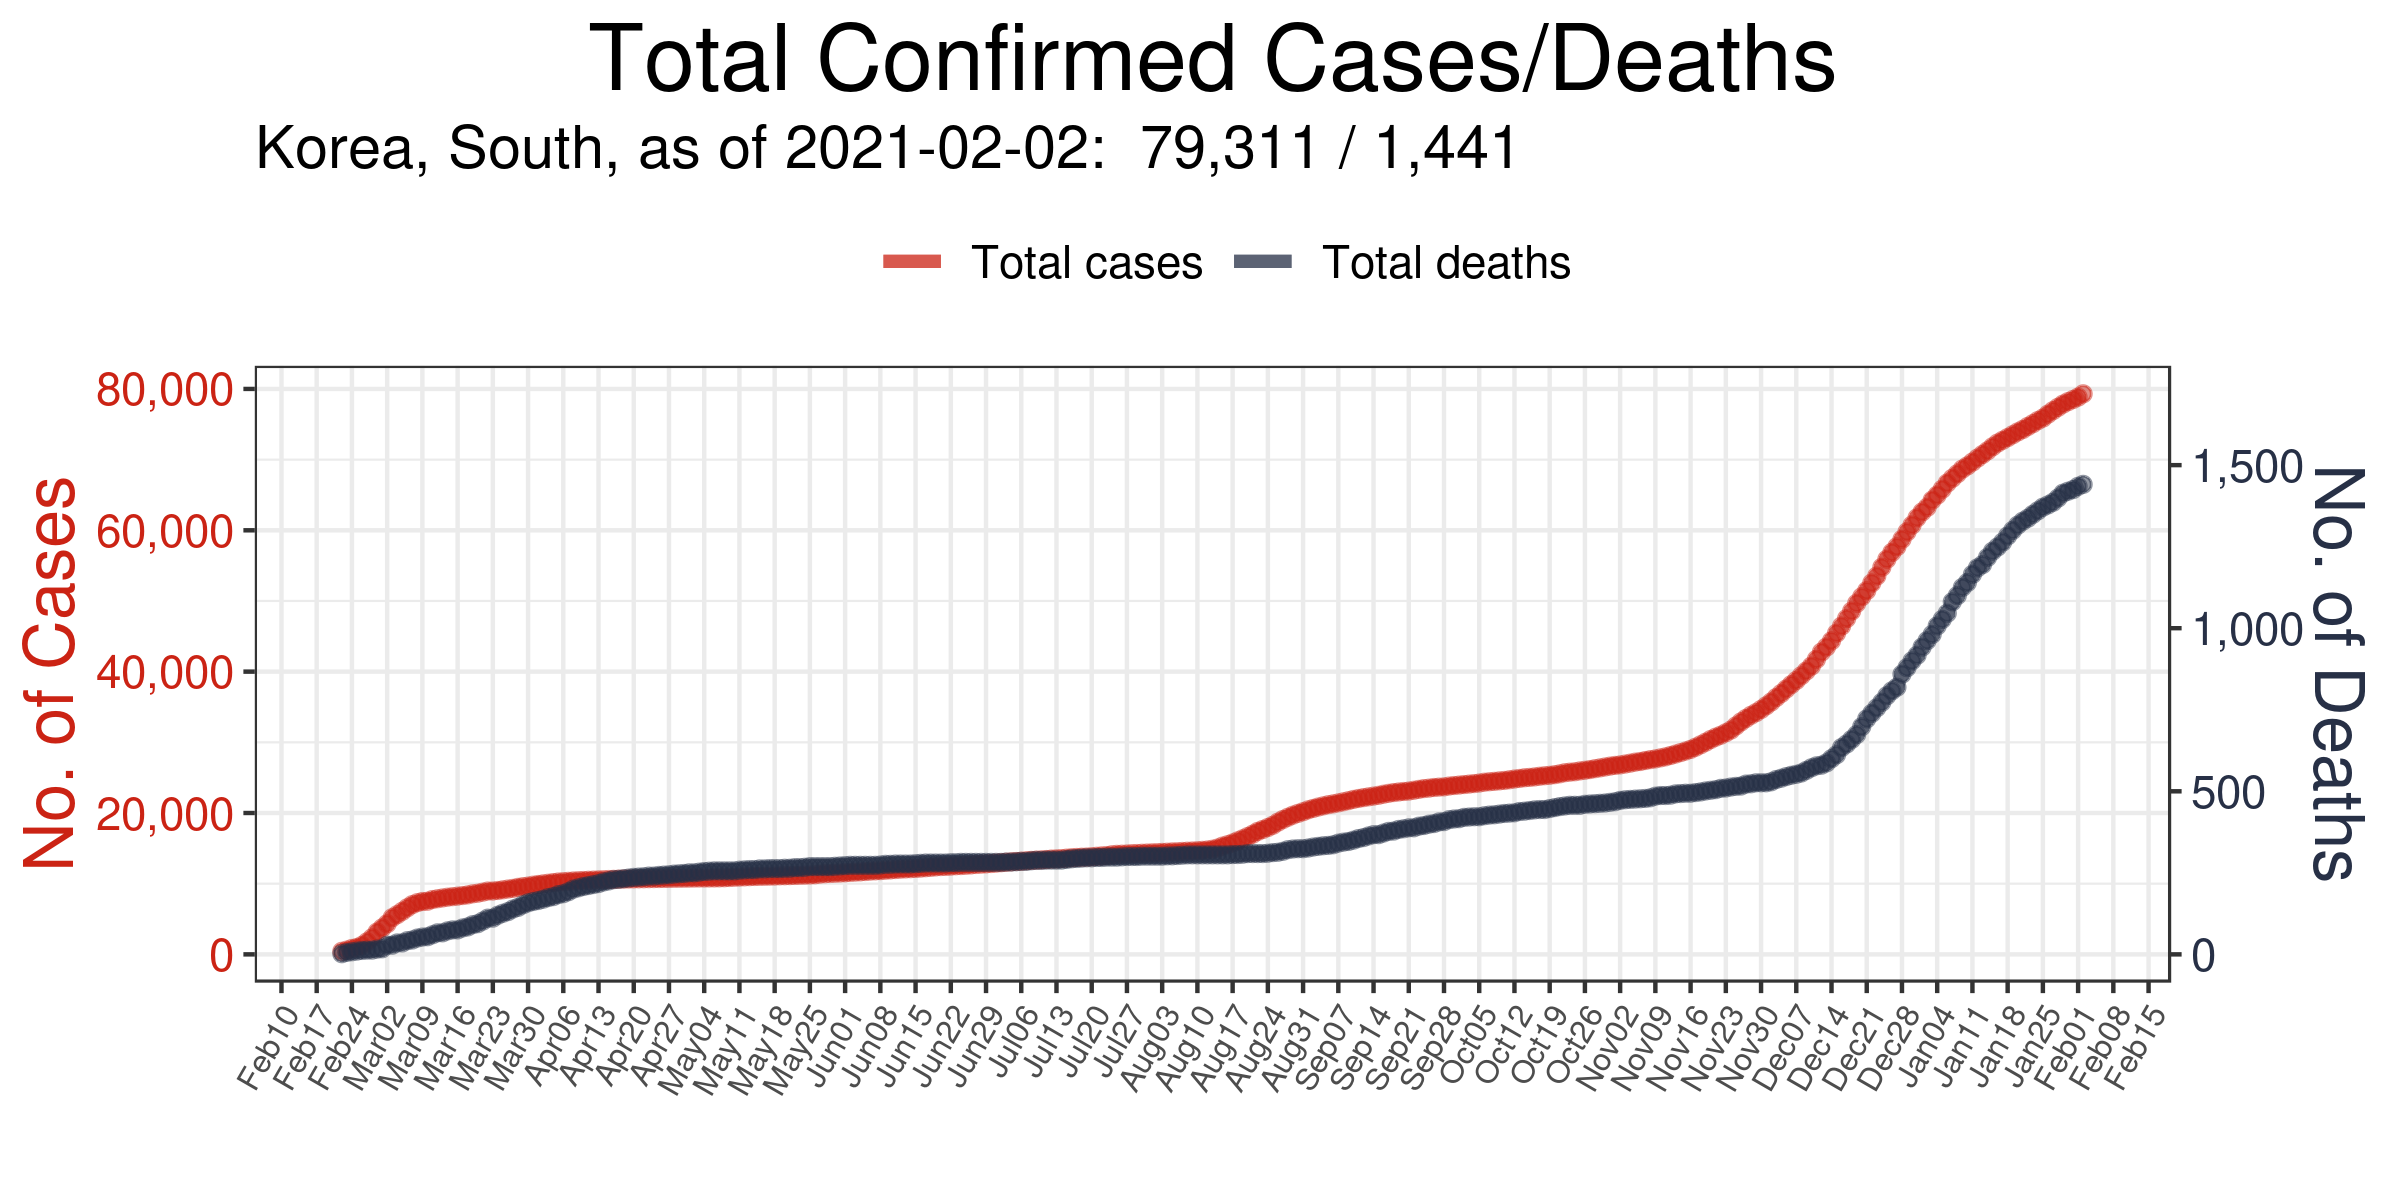 Total Confirmed Cases/Deaths
Korea, South, as of 2021-02-02:  79,311 / 1,441
Total cases
Total deaths
No. of Cases
80,000
60,000
40,000
20,000
0
1,500
1,000
500
0
No. of Deaths
Feb10
Feb17
Feb24
Mar02
Mar09
Mar16
Mar23
Mar30
Apr06
Apr13
Apr20
Apr27
May04
May11
May18
May25
Jun01
Jun08
Jun15
Jun22
Jun29
Jul06
Jul13
Jul20
Jul27
Aug03
Aug10
Aug17
Aug24
Aug31
Sep07
Sep14
Sep21
Sep28
Oct05
Oct12
Oct19
Oct26
Nov02
Nov09
Nov16
Nov23
Nov30
Dec07
Dec14
Dec21
Dec28
Jan04
Jan11
Jan18
Jan25
Feb01
Feb08
Feb15